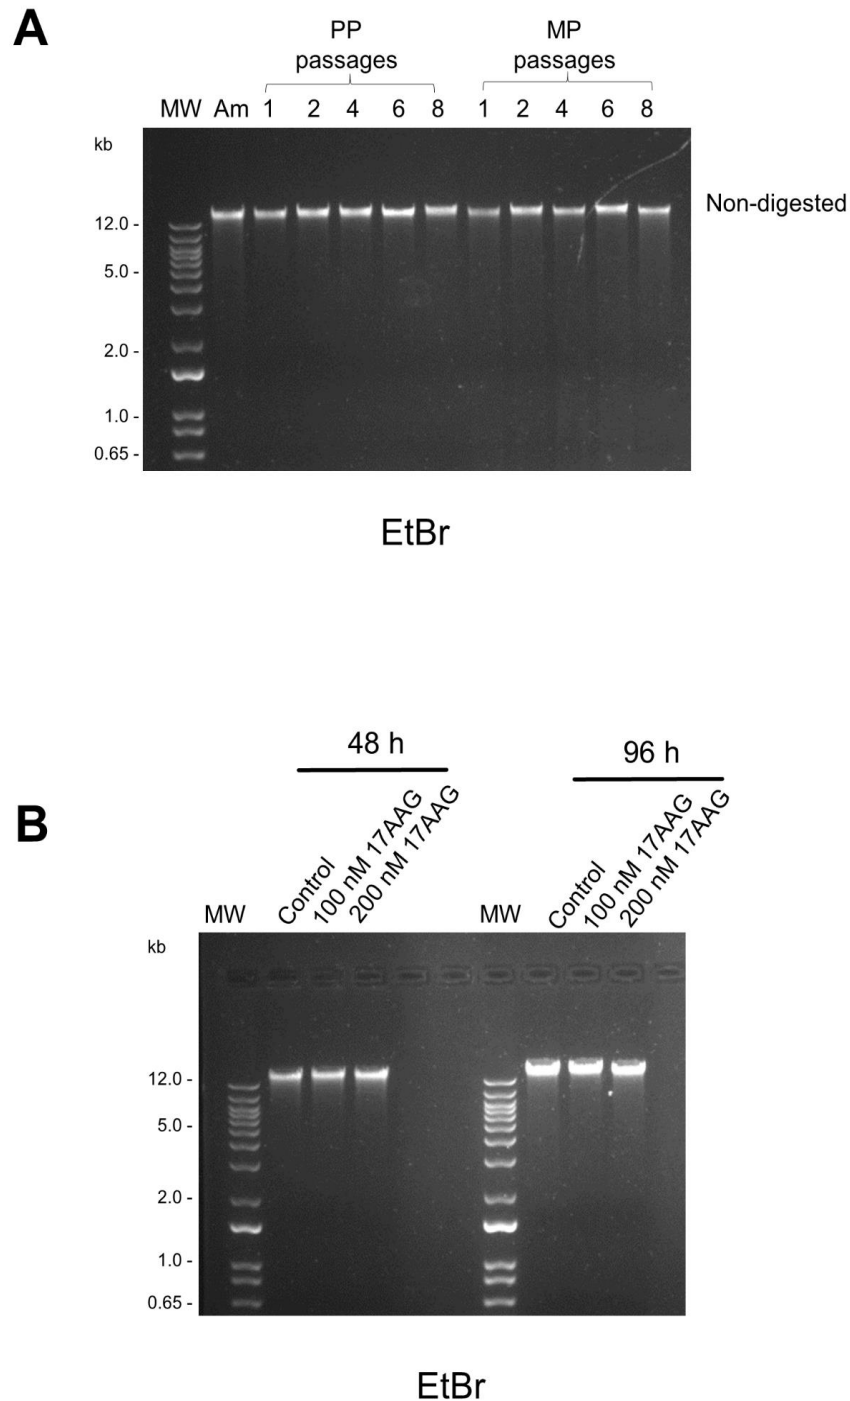 A
PP
passages
MP
passages
MW Am 1 2 4 6 8 1 2 4 6 8
kb
Non-digested
12.0 -
5.0 -
2.0 -
1.0 -
0.65 -
EtBr
48 h
96 h
B
MW Control 100 nM 17AAG 200 nM 17AAG MW Control 100 nM 17AAG 200 nM 17AAG
kb
12.0 -
5.0 -
2.0 -
1.0 -
0.65 -
EtBr